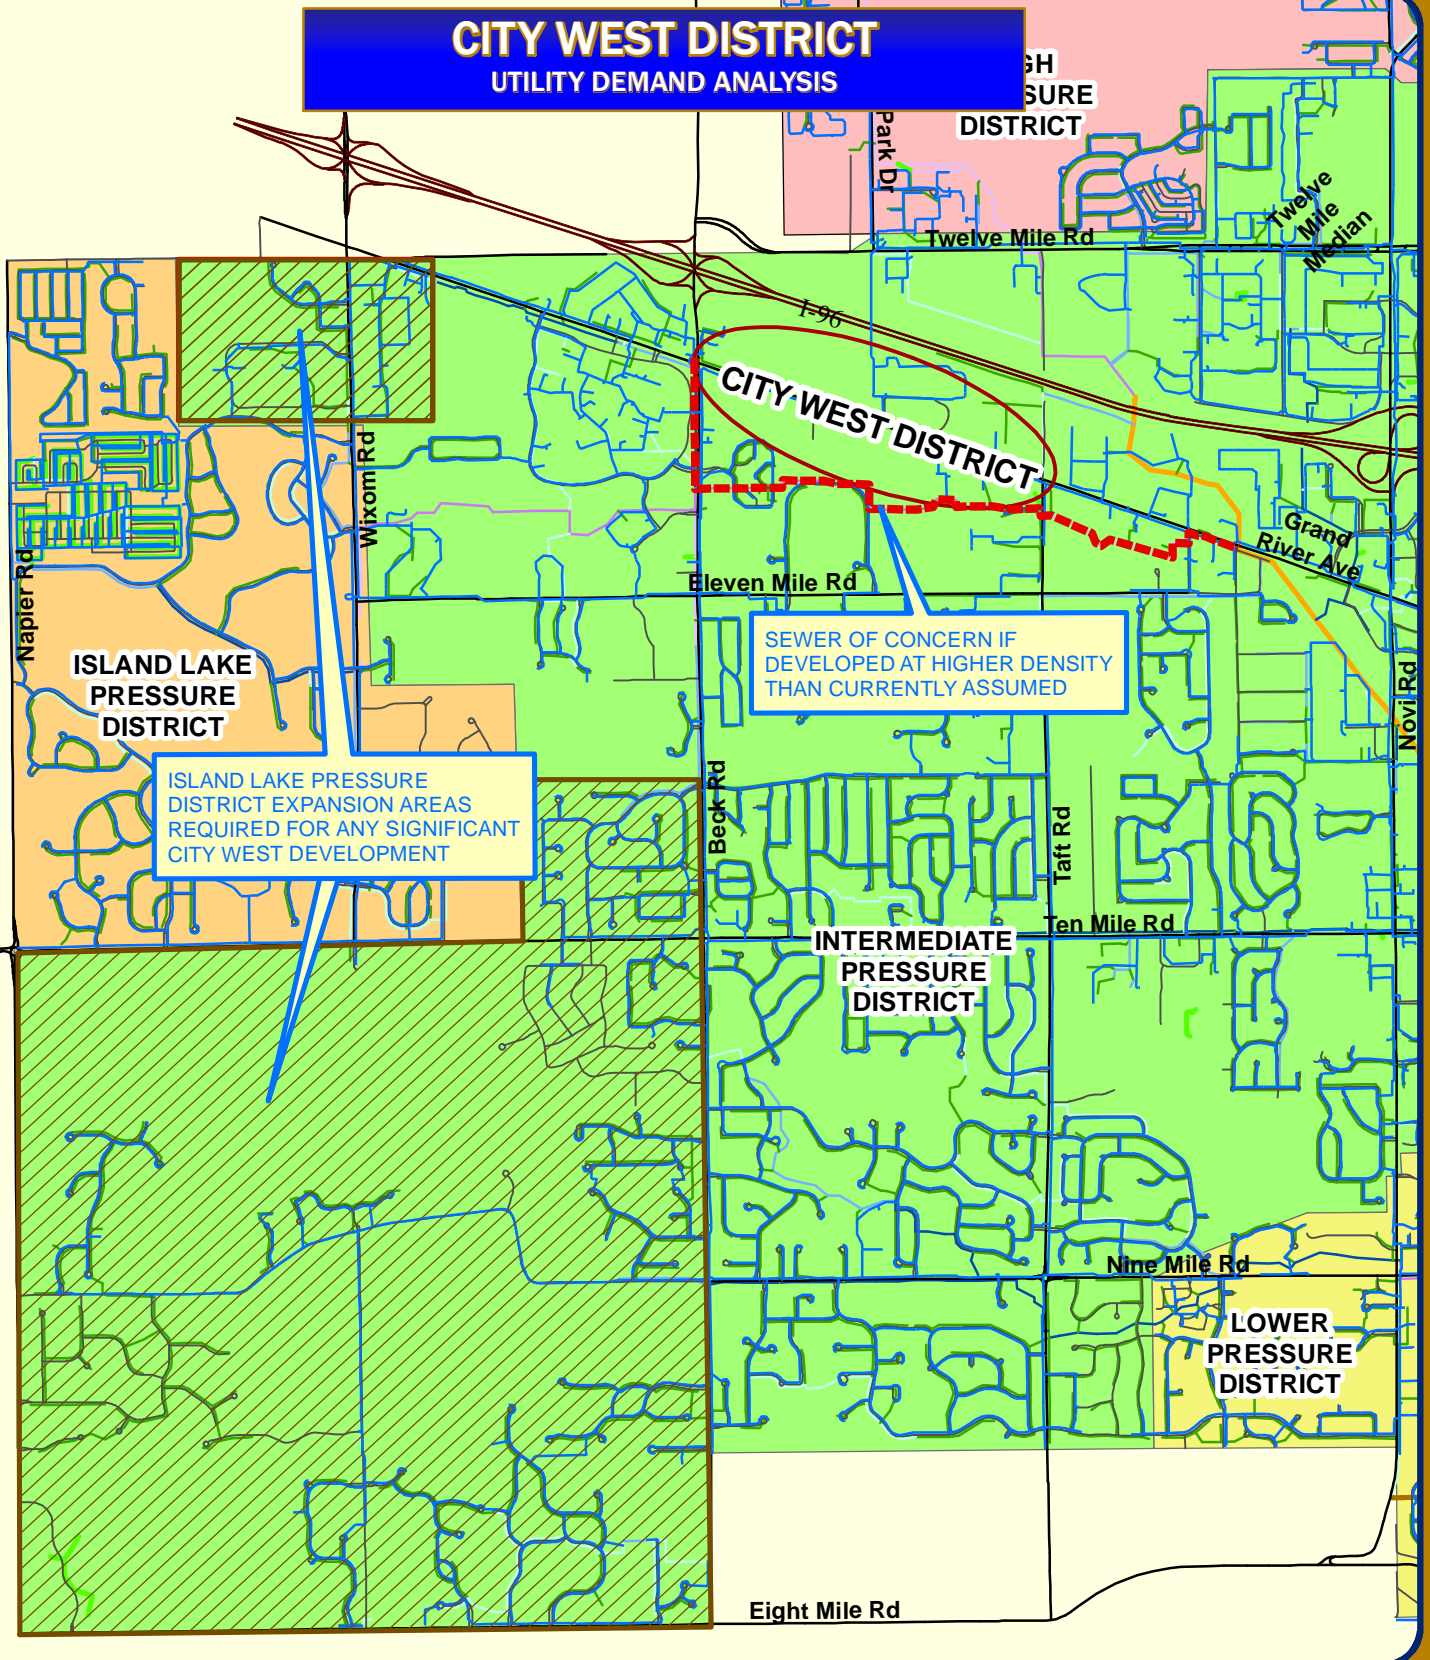 CITY WEST DISTRICT
UTILITY DEMAND ANALYSIS
DISTRICT
Park Dr
Twelve
Mile
Median
Twelve Mile Rd
I-96
CITY WEST DISTRICT
Wixom Rd
Grand
River Ave
Napier Rd
Eleven Mile Rd
SEWER OF CONCERN IF
DEVELOPED AT HIGHER DENSITY
THAN CURRENTLY ASSUMED
ISLAND LAKE
PRESSURE
DISTRICT
Novi Rd
ISLAND LAKE PRESSURE
DISTRICT EXPANSION AREAS
REQUIRED FOR ANY SIGNIFICANT
CITY WEST DEVELOPMENT
Beck Rd
Taft Rd
Ten Mile Rd
INTERMEDIATE
PRESSURE
DISTRICT
Nine Mile Rd
LOWER
PRESSURE
DISTRICT
Eight Mile Rd